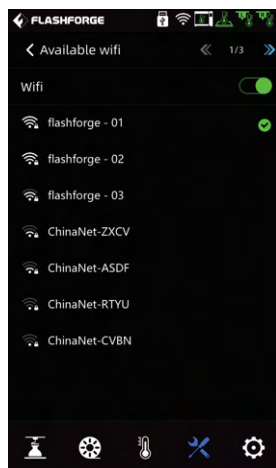 FLASHFORGE
Available wifi 1/3
Wifi
flashforge - 01
flashforge - 02
flashforge - 03
ChinaNet-ZXCV
ChinaNet-ASDF
ChinaNet-RTYU
ChinaNet-CVBN